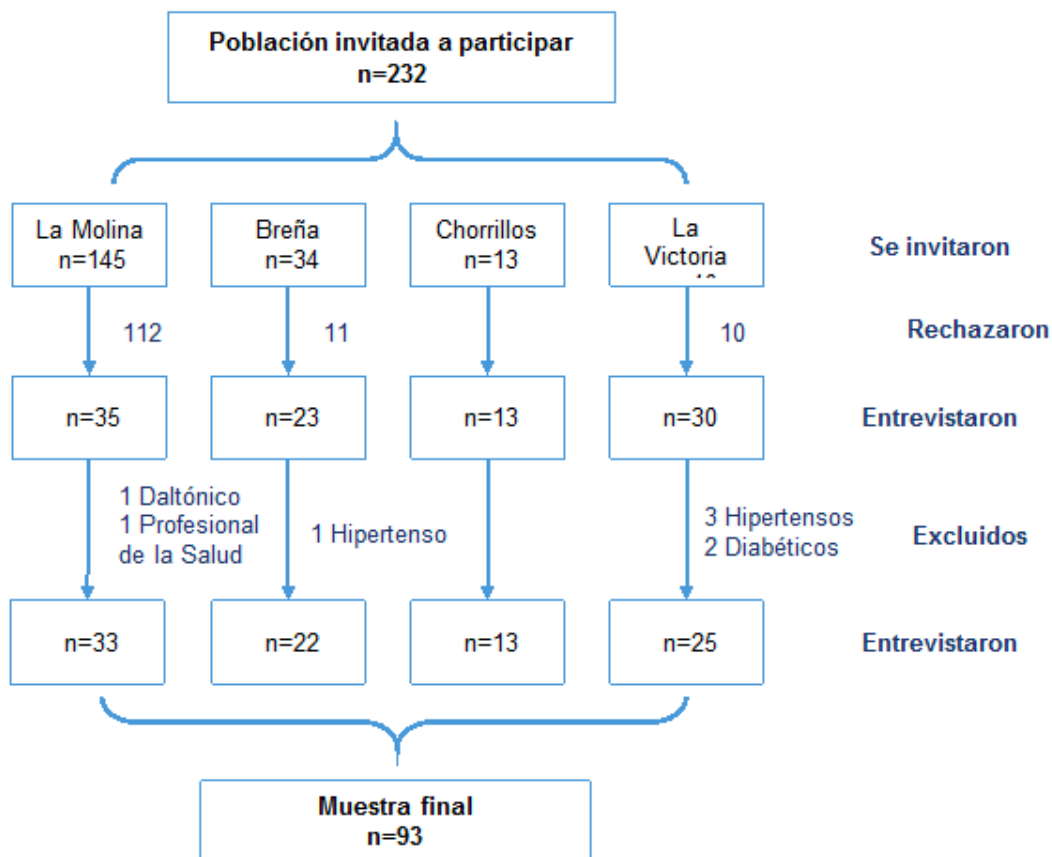 Población invitada a participar
n=232
La Molina
n=145
Breña
n=34
Chorrillos
n=13
La
Victoria
Se invitaron
112
11
10
Rechazaron
n=35
n=23
n=13
n=30
Entrevistaron
1 Daltónico
1 Profesional
de la Salud
1 Hipertenso
3 Hipertensos
2 Diabéticos
Excluidos
n=33
n=22
n=13
n=25
Entrevistaron
Muestra final
n=93